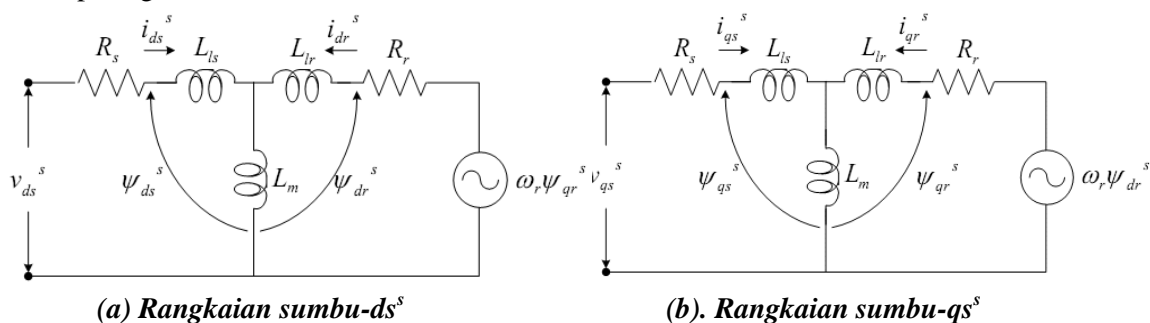 i_ds^s i_dr^s
R_s L_ls L_lr R_r
v_ds^s ψ_ds^s L_m ψ_dr^s ω_r ψ_qr^s
(a) Rangkaian sumbu-ds^s
i_qs^s i_qr^s
R_s L_ls L_lr R_r
v_qs^s ψ_qs^s L_m ψ_qr^s ω_r ψ_dr^s
(b). Rangkaian sumbu-qs^s